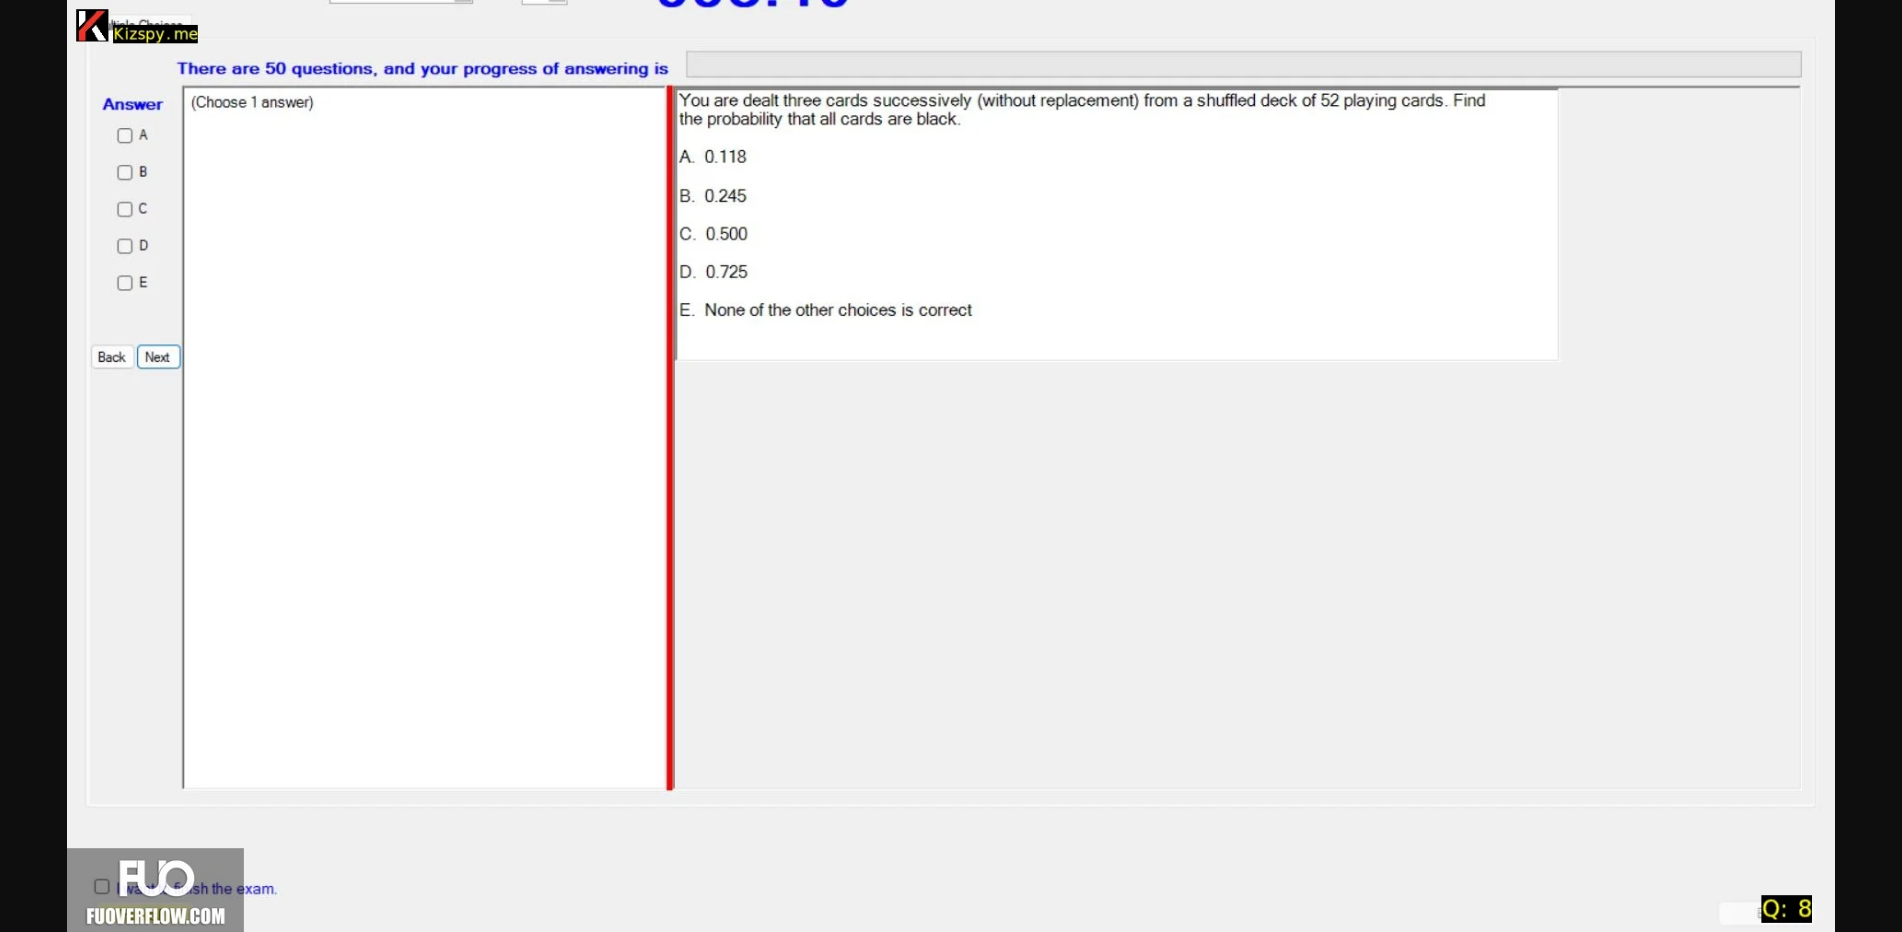 Kizspy.me
There are 50 questions, and your progress of answering is
Answer
A
B
C
D
E
Back Next
(Choose 1 answer)
You are dealt three cards successively (without replacement) from a shuffled deck of 52 playing cards. Find
the probability that all cards are black.
A. 0.118
B. 0.245
C. 0.500
D. 0.725
E. None of the other choices is correct
FUO
the exam.
FUOVERFLOW.COM
Q: 8